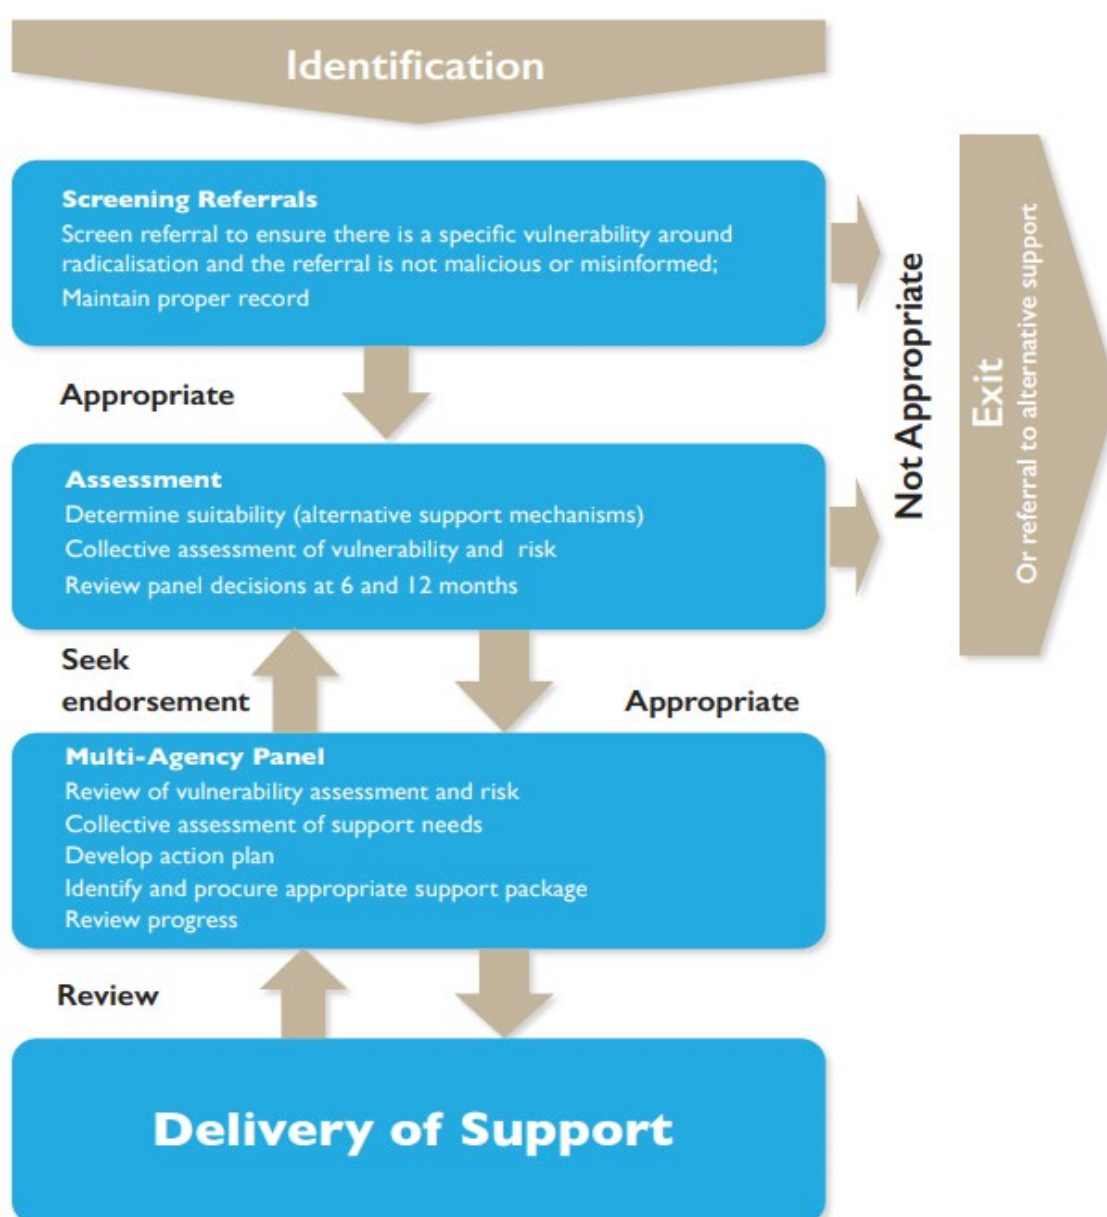 Identification
Screening Referrals
Screen referral to ensure there is a specific vulnerability around
radicalisation and the referral is not malicious or misinformed;
Maintain proper record
Appropriate
Not Appropriate
Exit
Or referral to alternative support
Assessment
Determine suitability (alternative support mechanisms)
Collective assessment of vulnerability and risk
Review panel decisions at 6 and 12 months
Seek
endorsement
Appropriate
Multi-Agency Panel
Review of vulnerability assessment and risk
Collective assessment of support needs
Develop action plan
Identify and procure appropriate support package
Review progress
Review
Delivery of Support